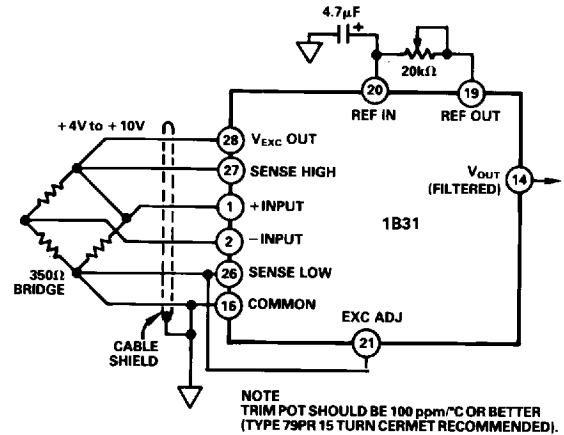 4.7µF
+
20kΩ
20
19
REF IN
REF OUT
+4V to +10V
28
VEXC OUT
27
SENSE HIGH
1
+INPUT
VOUT
(FILTERED)
14
1B31
2
−INPUT
350Ω
BRIDGE
26
SENSE LOW
16
COMMON
EXC ADJ
21
CABLE
SHIELD
NOTE
TRIM POT SHOULD BE 100 ppm/°C OR BETTER
(TYPE 79PR 15 TURN CERMET RECOMMENDED).